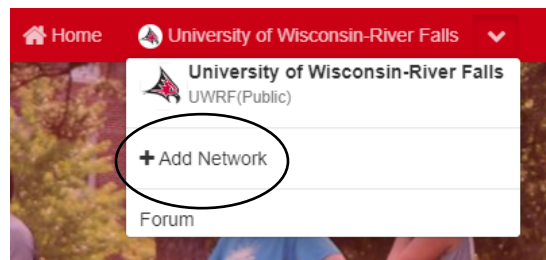 Home University of Wisconsin-River Falls
University of Wisconsin-River Falls
UWRF(Public)
+ Add Network
Forum